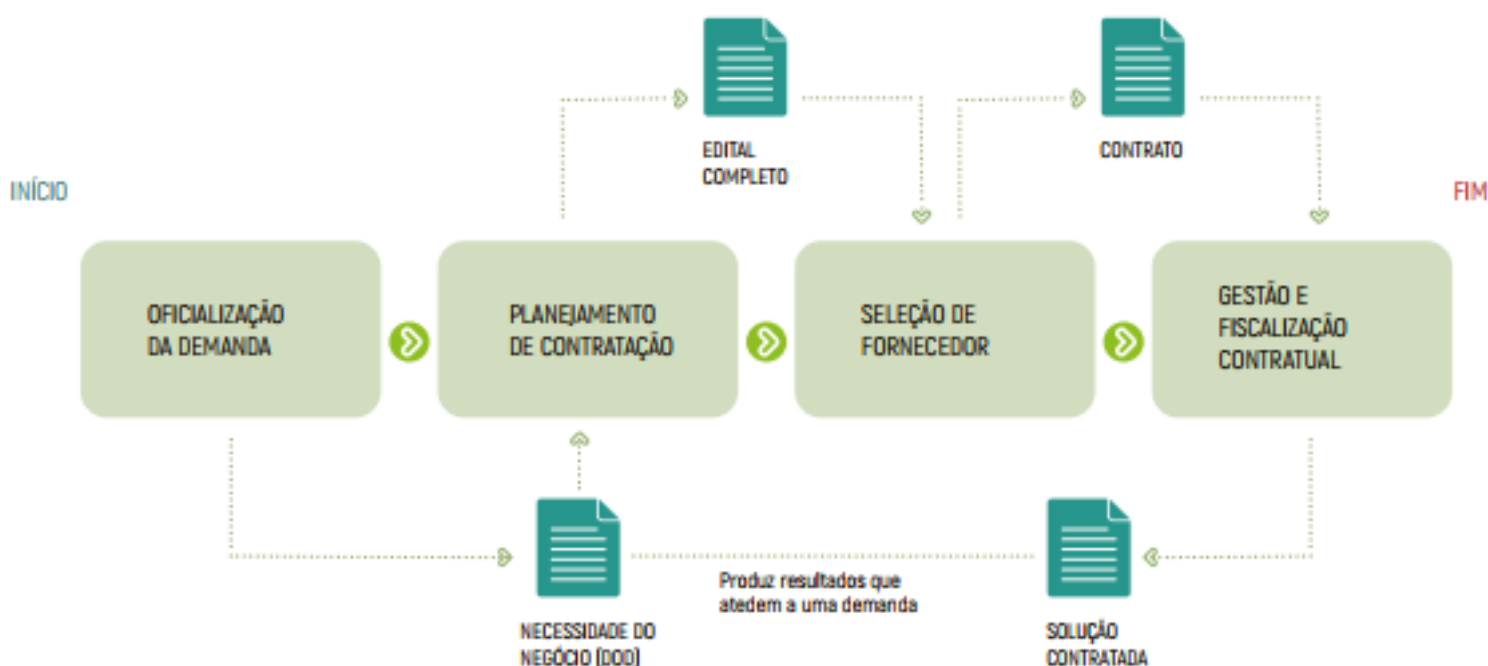 EDITAL
COMPLETO
CONTRATO
INÍCIO
FIM
OFICIALIZAÇÃO
DA DEMANDA
PLANEJAMENTO
DE CONTRATAÇÃO
SELEÇÃO DE
FORNECEDOR
GESTÃO E
FISCALIZAÇÃO
CONTRATUAL
Produz resultados que
atedem a uma demanda
NECESSIDADE DO
NEGÓCIO (DOD)
SOLUÇÃO
CONTRATADA